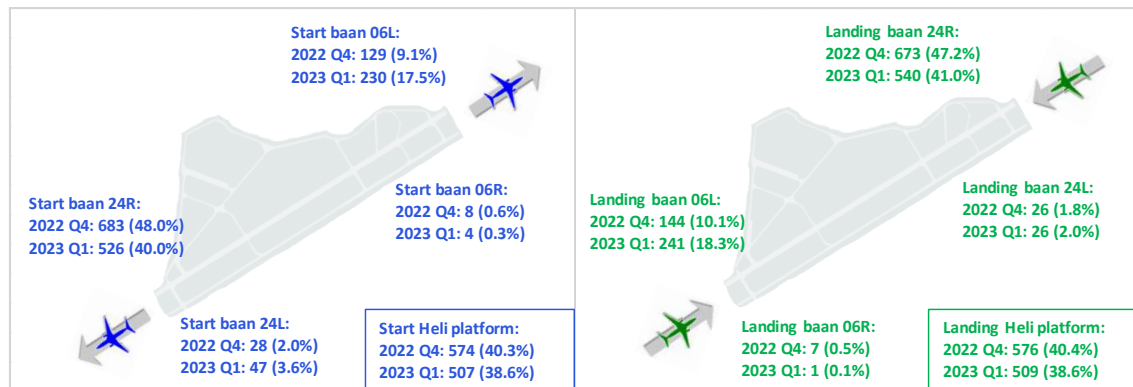 Start baan 06L:
2022 Q4: 129 (9.1%)
2023 Q1: 230 (17.5%)
Start baan 24R:
2022 Q4: 683 (48.0%)
2023 Q1: 526 (40.0%)
Start baan 06R:
2022 Q4: 8 (0.6%)
2023 Q1: 4 (0.3%)
Start baan 24L:
2022 Q4: 28 (2.0%)
2023 Q1: 47 (3.6%)
Start Heli platform:
2022 Q4: 574 (40.3%)
2023 Q1: 507 (38.6%)
Landing baan 24R:
2022 Q4: 673 (47.2%)
2023 Q1: 540 (41.0%)
Landing baan 06L:
2022 Q4: 144 (10.1%)
2023 Q1: 241 (18.3%)
Landing baan 24L:
2022 Q4: 26 (1.8%)
2023 Q1: 26 (2.0%)
Landing baan 06R:
2022 Q4: 7 (0.5%)
2023 Q1: 1 (0.1%)
Landing Heli platform:
2022 Q4: 576 (40.4%)
2023 Q1: 509 (38.6%)